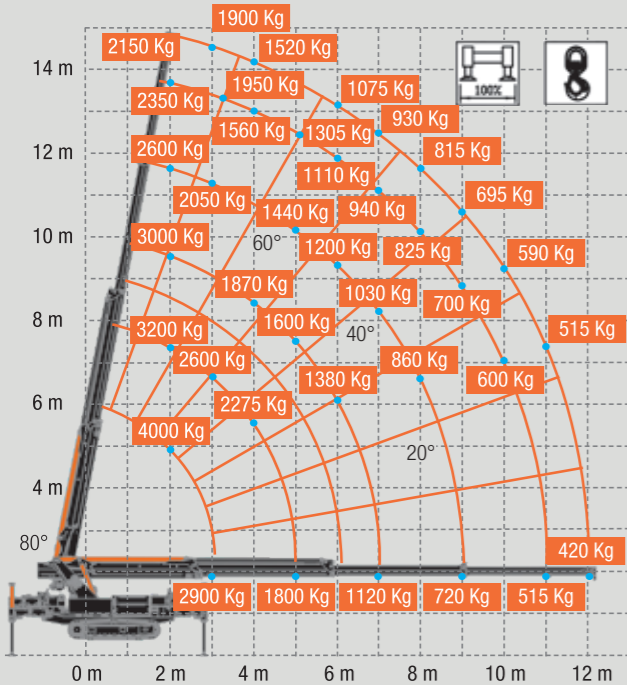 1900 Kg
2150 Kg
1520 Kg
14 m
1950 Kg
1075 Kg
100%
2350 Kg
930 Kg
1560 Kg
1305 Kg
12 m
2600 Kg
815 Kg
1110 Kg
2050 Kg
695 Kg
1440 Kg
940 Kg
10 m
3000 Kg
60°
1200 Kg
825 Kg
590 Kg
1870 Kg
1030 Kg
700 Kg
8 m
3200 Kg
1600 Kg
40°
515 Kg
2600 Kg
860 Kg
1380 Kg
600 Kg
6 m
2275 Kg
4000 Kg
20°
4 m
80°
420 Kg
2900 Kg
1800 Kg
1120 Kg
720 Kg
515 Kg
0 m
2 m
4 m
6 m
8 m
10 m
12 m